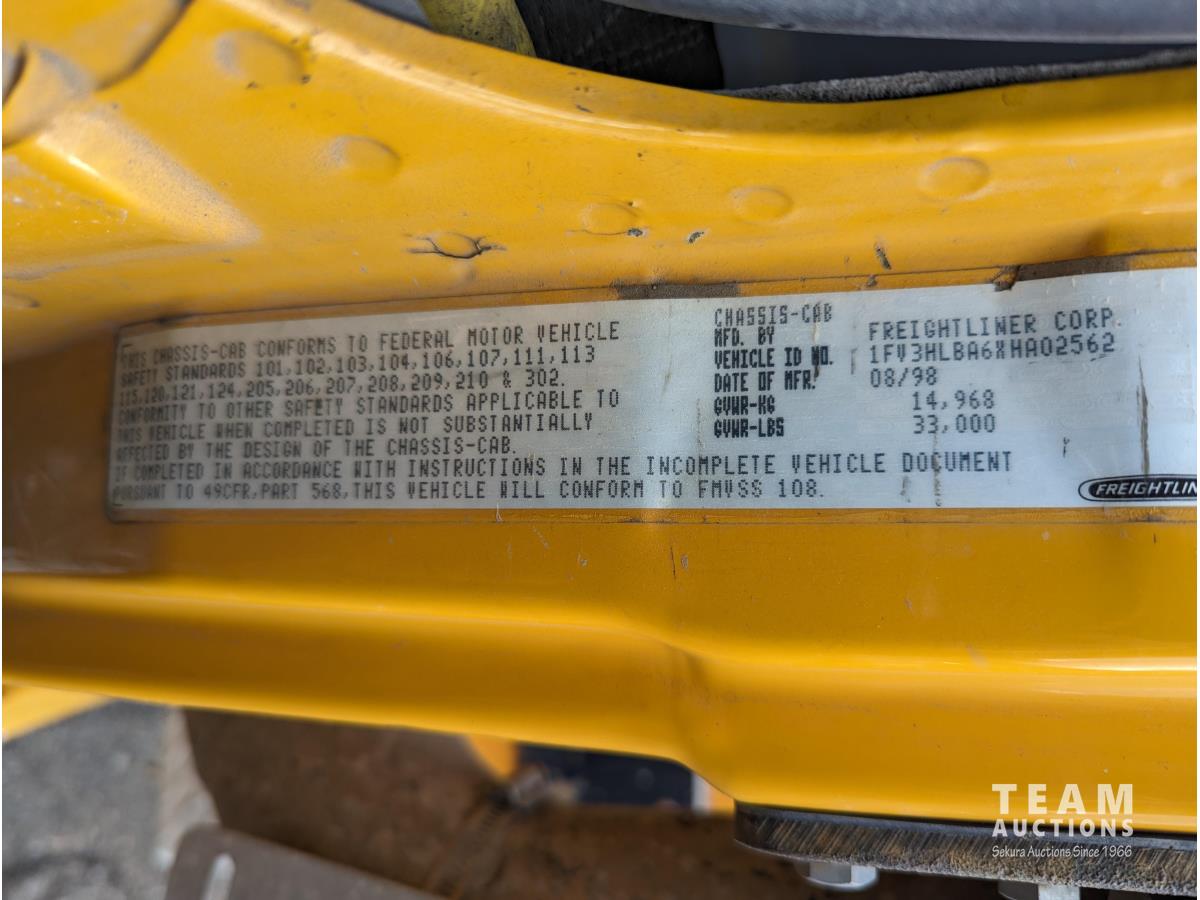 THIS CHASSIS-CAB CONFORMS TO FEDERAL MOTOR VEHICLE
SAFETY STANDARDS 101,102,103,104,106,107,111,113
115,120,121,124,205,206,207,208,209,210 & 302.
CONFORMITY TO OTHER SAFETY STANDARDS APPLICABLE TO
THIS VEHICLE WHEN COMPLETED IS NOT SUBSTANTIALLY
AFFECTED BY THE DESIGN OF THE CHASSIS-CAB.
IF COMPLETED IN ACCORDANCE WITH INSTRUCTIONS IN THE INCOMPLETE VEHICLE DOCUMENT
PURSUANT TO 49CFR,PART 568,THIS VEHICLE WILL CONFORM TO FMVSS 108.
CHASSIS-CAB
MFD. BY FREIGHTLINER CORP.
VEHICLE ID NO. 1FV3HLBA6XHA02562
DATE OF MFR. 08/98
GVWR-KG 14,968
GVWR-LBS 33,000
FREIGHTLIN
TEAM
AUCTIONS
Sekura Auctions Since 1966